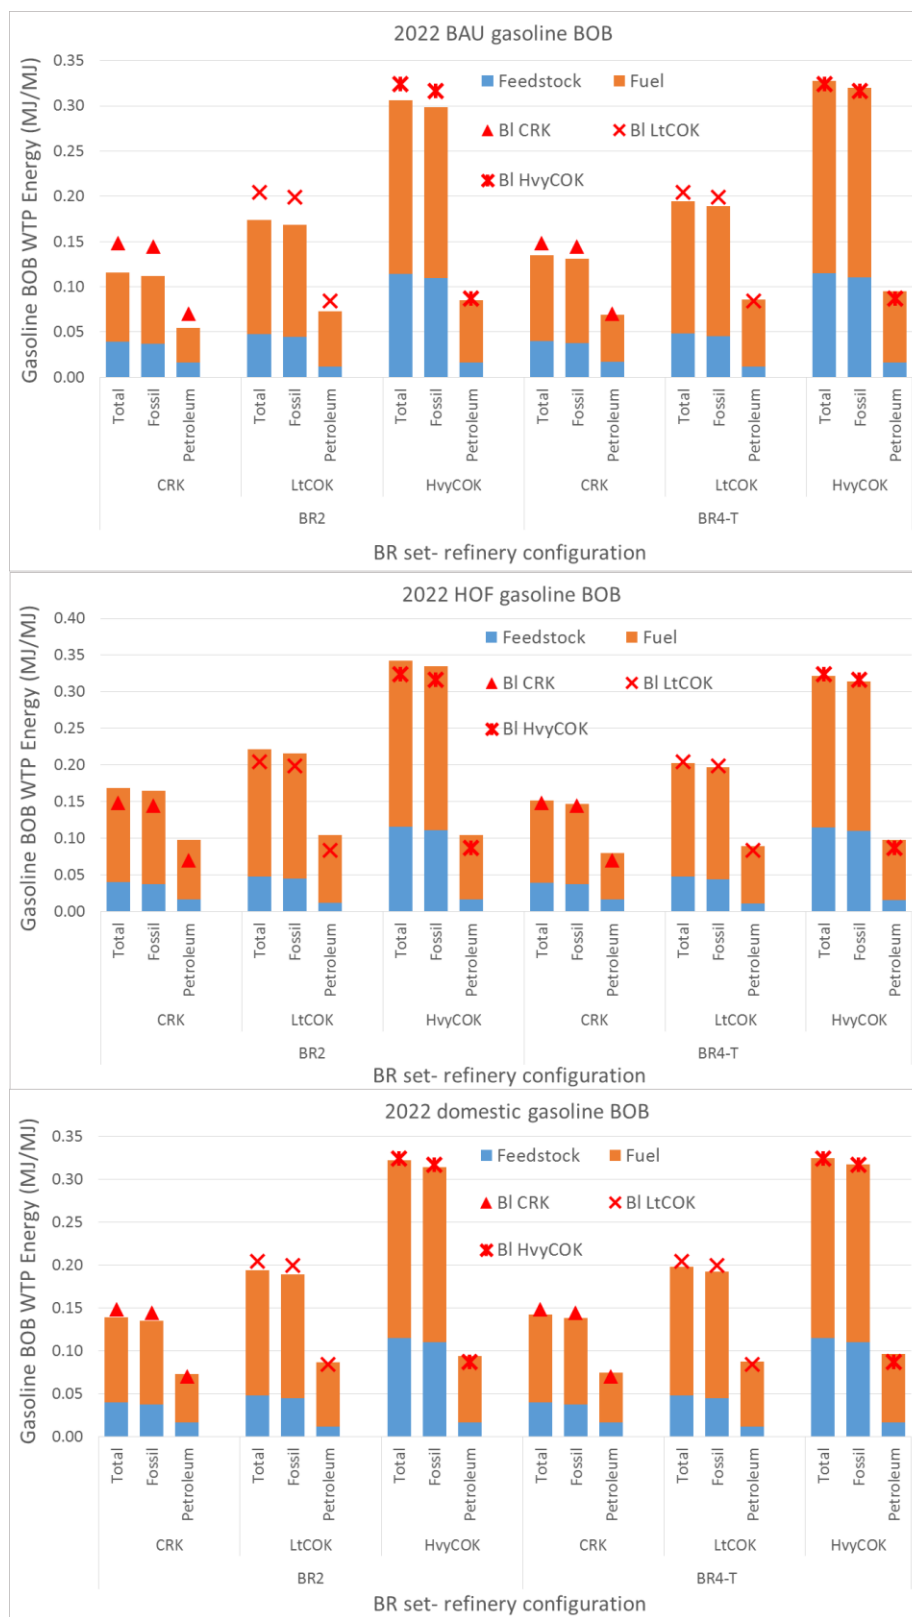 2022 BAU gasoline BOB
Gasoline BOB WTP Energy (MJ/MJ)
0.35
0.30
0.25
0.20
0.15
0.10
0.05
0.00
Feedstock Fuel
BI CRK BI LtCOK
BI HvyCOK
Total Fossil Petroleum Total Fossil Petroleum Total Fossil Petroleum Total Fossil Petroleum Total Fossil Petroleum Total Fossil Petroleum
CRK LtCOK HvyCOK CRK LtCOK HvyCOK
BR2 BR4-T
BR set- refinery configuration
2022 HOF gasoline BOB
Gasoline BOB WTP Energy (MJ/MJ)
0.40
0.35
0.30
0.25
0.20
0.15
0.10
0.05
0.00
Feedstock Fuel
BI CRK BI LtCOK
BI HvyCOK
Total Fossil Petroleum Total Fossil Petroleum Total Fossil Petroleum Total Fossil Petroleum Total Fossil Petroleum Total Fossil Petroleum
CRK LtCOK HvyCOK CRK LtCOK HvyCOK
BR2 BR4-T
BR set- refinery configuration
2022 domestic gasoline BOB
Gasoline BOB WTP Energy (MJ/MJ)
0.35
0.30
0.25
0.20
0.15
0.10
0.05
0.00
Feedstock Fuel
BI CRK BI LtCOK
BI HvyCOK
Total Fossil Petroleum Total Fossil Petroleum Total Fossil Petroleum Total Fossil Petroleum Total Fossil Petroleum Total Fossil Petroleum
CRK LtCOK HvyCOK CRK LtCOK HvyCOK
BR2 BR4-T
BR set- refinery configuration